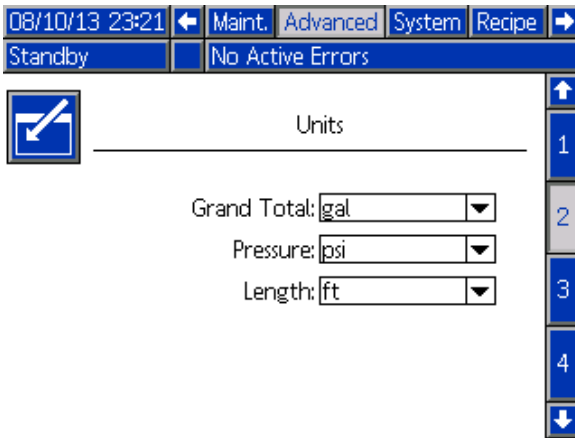 08/10/13 23:21 Maint. Advanced System Recipe
Standby No Active Errors
Units
1
Grand Total: gal
2
Pressure: psi
Length: ft
3
4